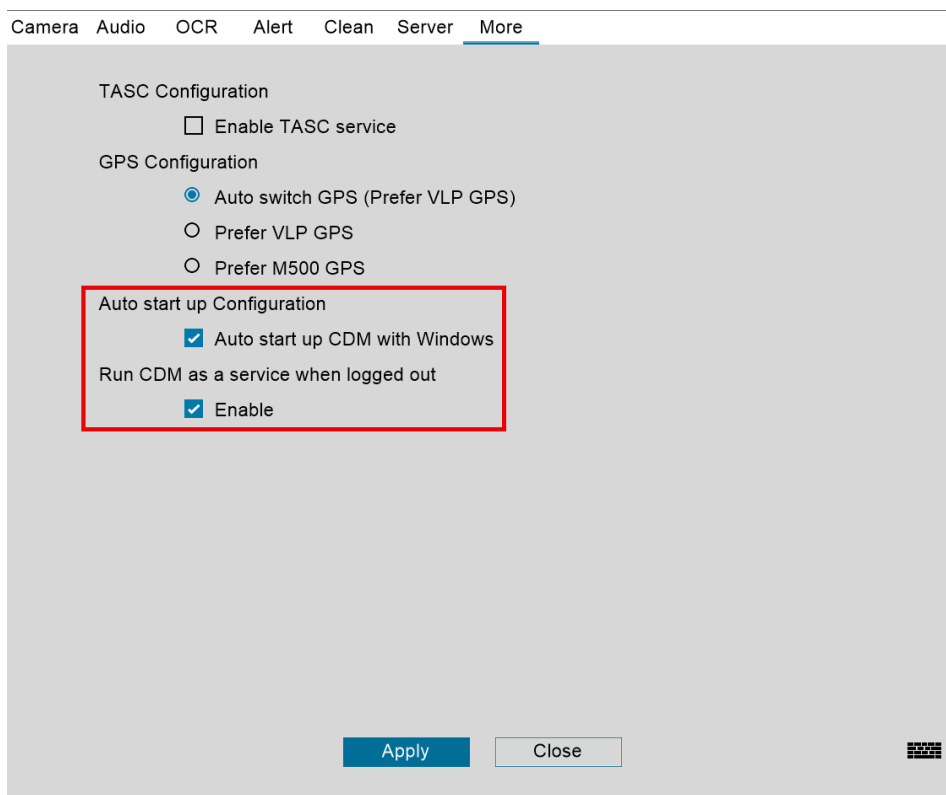 Camera Audio OCR Alert Clean Server More
TASC Configuration
Enable TASC service
GPS Configuration
Auto switch GPS (Prefer VLP GPS)
Prefer VLP GPS
Prefer M500 GPS
Auto start up Configuration
Auto start up CDM with Windows
Run CDM as a service when logged out
Enable
Apply Close